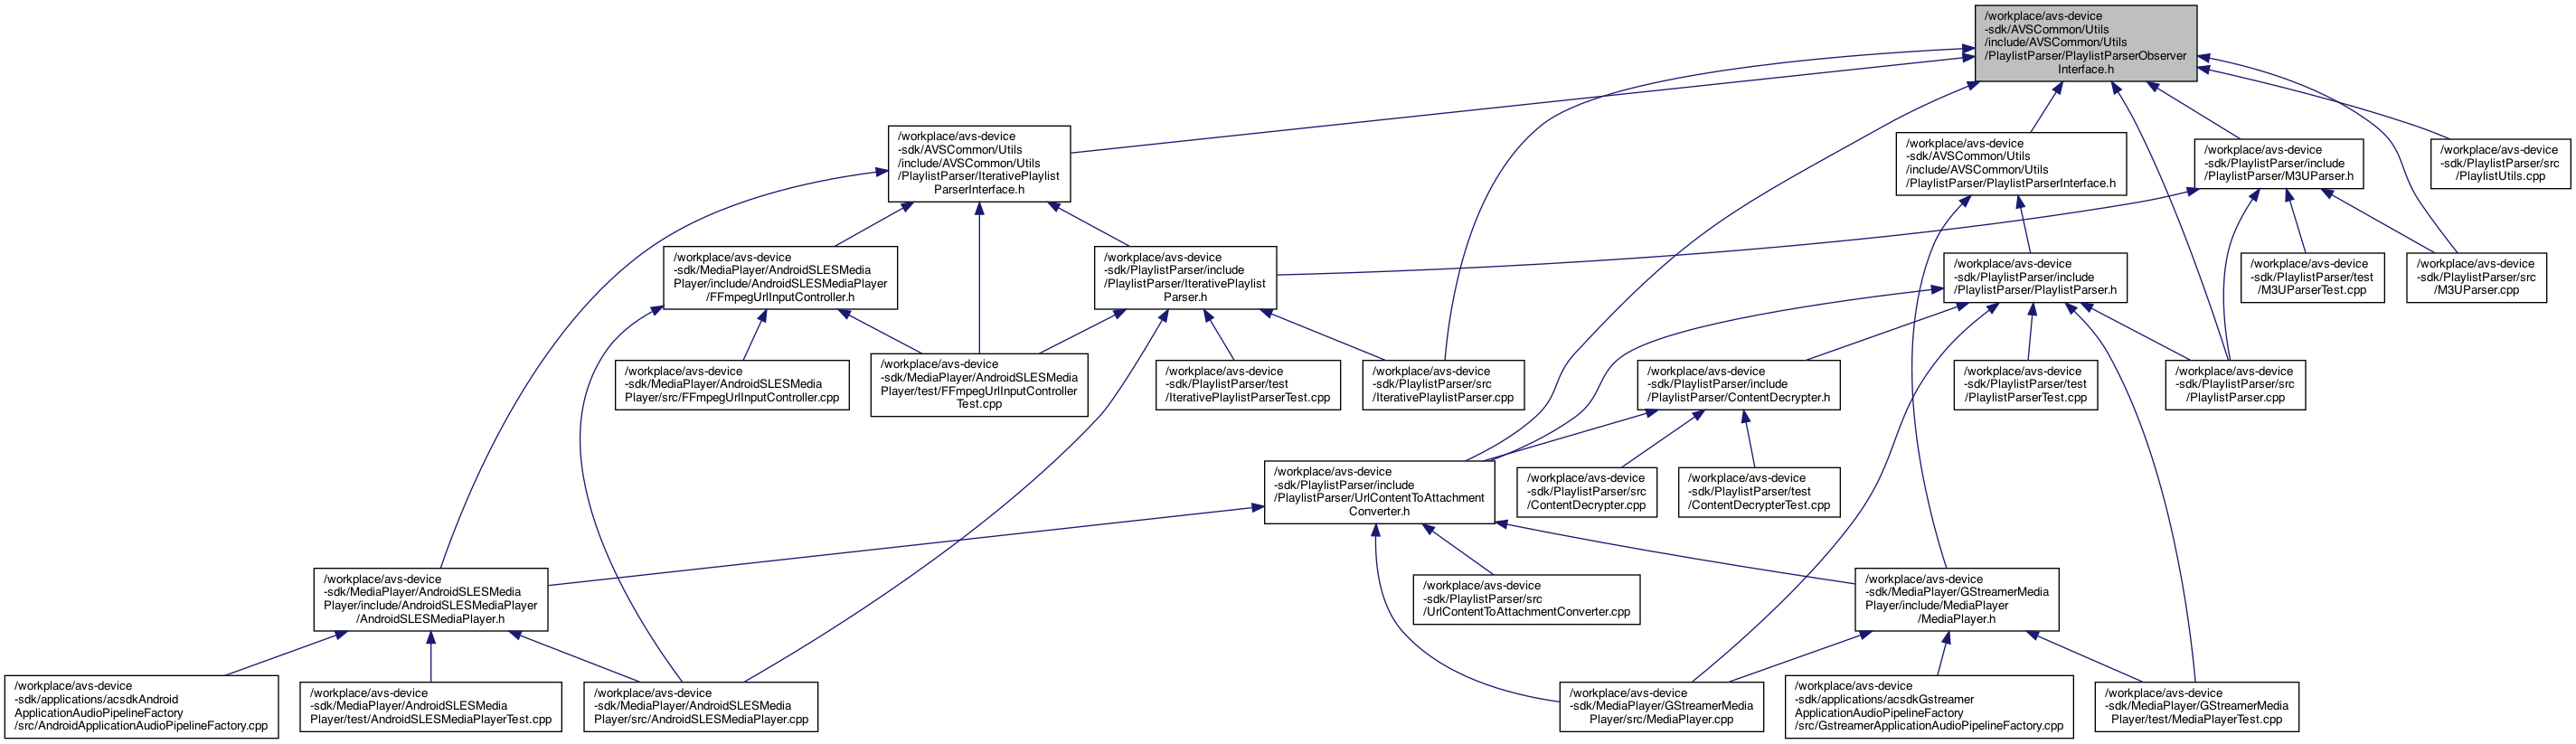 /workplace/avs-device
-sdk/AVSCommon/Utils
/include/AVSCommon/Utils
/PlaylistParser/PlaylistParserObserver
Interface.h
/workplace/avs-device
-sdk/AVSCommon/Utils
/include/AVSCommon/Utils
/PlaylistParser/IterativePlaylist
ParserInterface.h
/workplace/avs-device
-sdk/AVSCommon/Utils
/include/AVSCommon/Utils
/PlaylistParser/PlaylistParserInterface.h
/workplace/avs-device
-sdk/PlaylistParser/include
/PlaylistParser/M3UParser.h
/workplace/avs-device
-sdk/PlaylistParser/src
/PlaylistUtils.cpp
/workplace/avs-device
-sdk/MediaPlayer/AndroidSLESMedia
Player/include/AndroidSLESMediaPlayer
/FFmpegUrlInputController.h
/workplace/avs-device
-sdk/PlaylistParser/include
/PlaylistParser/IterativePlaylist
Parser.h
/workplace/avs-device
-sdk/PlaylistParser/include
/PlaylistParser/PlaylistParser.h
/workplace/avs-device
-sdk/PlaylistParser/test
/M3UParserTest.cpp
/workplace/avs-device
-sdk/PlaylistParser/src
/M3UParser.cpp
/workplace/avs-device
-sdk/MediaPlayer/AndroidSLESMedia
Player/src/FFmpegUrlInputController.cpp
/workplace/avs-device
-sdk/MediaPlayer/AndroidSLESMedia
Player/test/FFmpegUrlInputController
Test.cpp
/workplace/avs-device
-sdk/PlaylistParser/test
/IterativePlaylistParserTest.cpp
/workplace/avs-device
-sdk/PlaylistParser/src
/IterativePlaylistParser.cpp
/workplace/avs-device
-sdk/PlaylistParser/include
/PlaylistParser/ContentDecrypter.h
/workplace/avs-device
-sdk/PlaylistParser/test
/PlaylistParserTest.cpp
/workplace/avs-device
-sdk/PlaylistParser/src
/PlaylistParser.cpp
/workplace/avs-device
-sdk/PlaylistParser/include
/PlaylistParser/UrlContentToAttachment
Converter.h
/workplace/avs-device
-sdk/PlaylistParser/src
/ContentDecrypter.cpp
/workplace/avs-device
-sdk/PlaylistParser/test
/ContentDecrypterTest.cpp
/workplace/avs-device
-sdk/MediaPlayer/AndroidSLESMedia
Player/include/AndroidSLESMediaPlayer
/AndroidSLESMediaPlayer.h
/workplace/avs-device
-sdk/PlaylistParser/src
/UrlContentToAttachmentConverter.cpp
/workplace/avs-device
-sdk/MediaPlayer/GStreamerMedia
Player/include/MediaPlayer
/MediaPlayer.h
/workplace/avs-device
-sdk/applications/acsdkAndroid
ApplicationAudioPipelineFactory
/src/AndroidApplicationAudioPipelineFactory.cpp
/workplace/avs-device
-sdk/MediaPlayer/AndroidSLESMedia
Player/test/AndroidSLESMediaPlayerTest.cpp
/workplace/avs-device
-sdk/MediaPlayer/AndroidSLESMedia
Player/src/AndroidSLESMediaPlayer.cpp
/workplace/avs-device
-sdk/MediaPlayer/GStreamerMedia
Player/src/MediaPlayer.cpp
/workplace/avs-device
-sdk/applications/acsdkGstreamer
ApplicationAudioPipelineFactory
/src/GstreamerApplicationAudioPipelineFactory.cpp
/workplace/avs-device
-sdk/MediaPlayer/GStreamerMedia
Player/test/MediaPlayerTest.cpp